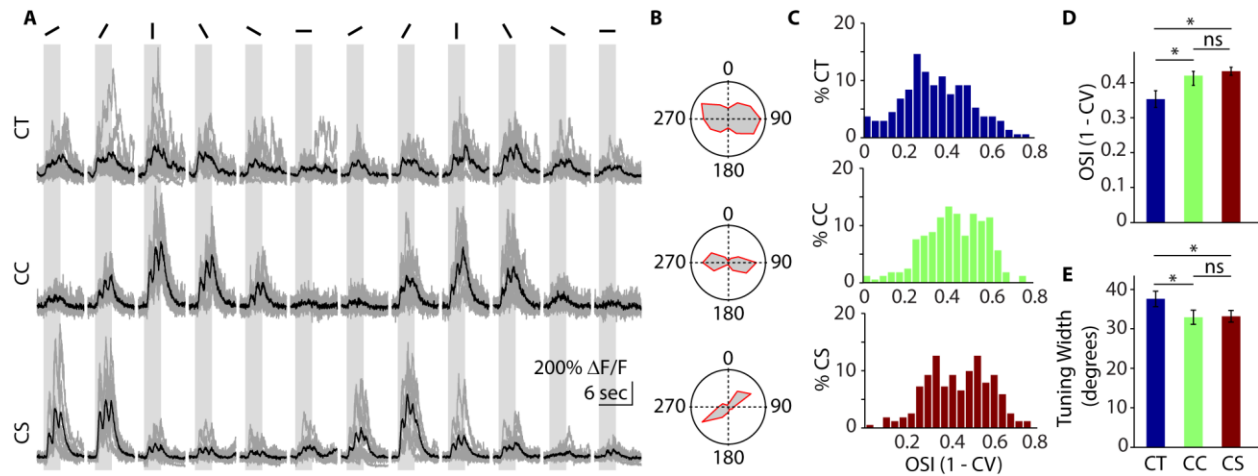 A
B
C
D
CT
CC
CS
200% ΔF/F
6 sec
0
270
90
180
0
270
90
180
0
270
90
180
% CT
20
10
0
0
0.2
0.4
0.6
0.8
% CC
20
10
0
0
0.2
0.4
0.6
0.8
% CS
20
10
0
0.2
0.4
0.6
0.8
OSI (1 - CV)
*
*
ns
OSI (1 - CV)
0.4
0.3
0.2
0.1
0
E
*
*
ns
Tuning Width
(degrees)
40
30
20
10
0
CT
CC
CS